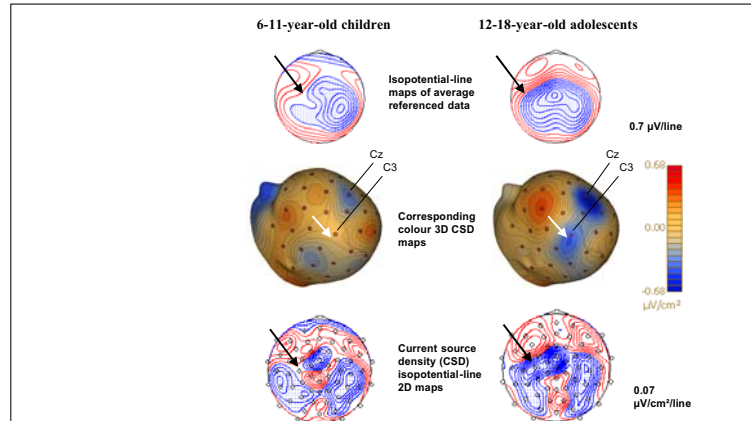 6-11-year-old children
12-18-year-old adolescents
Isopotential-line
maps of average
referenced data
0.7 µV/line
Cz
C3
Cz
C3
Corresponding
colour 3D CSD
maps
0.68
0.00
-0.68
µV/cm²
Current source
density (CSD)
isopotential-line
2D maps
0.07
µV/cm²/line